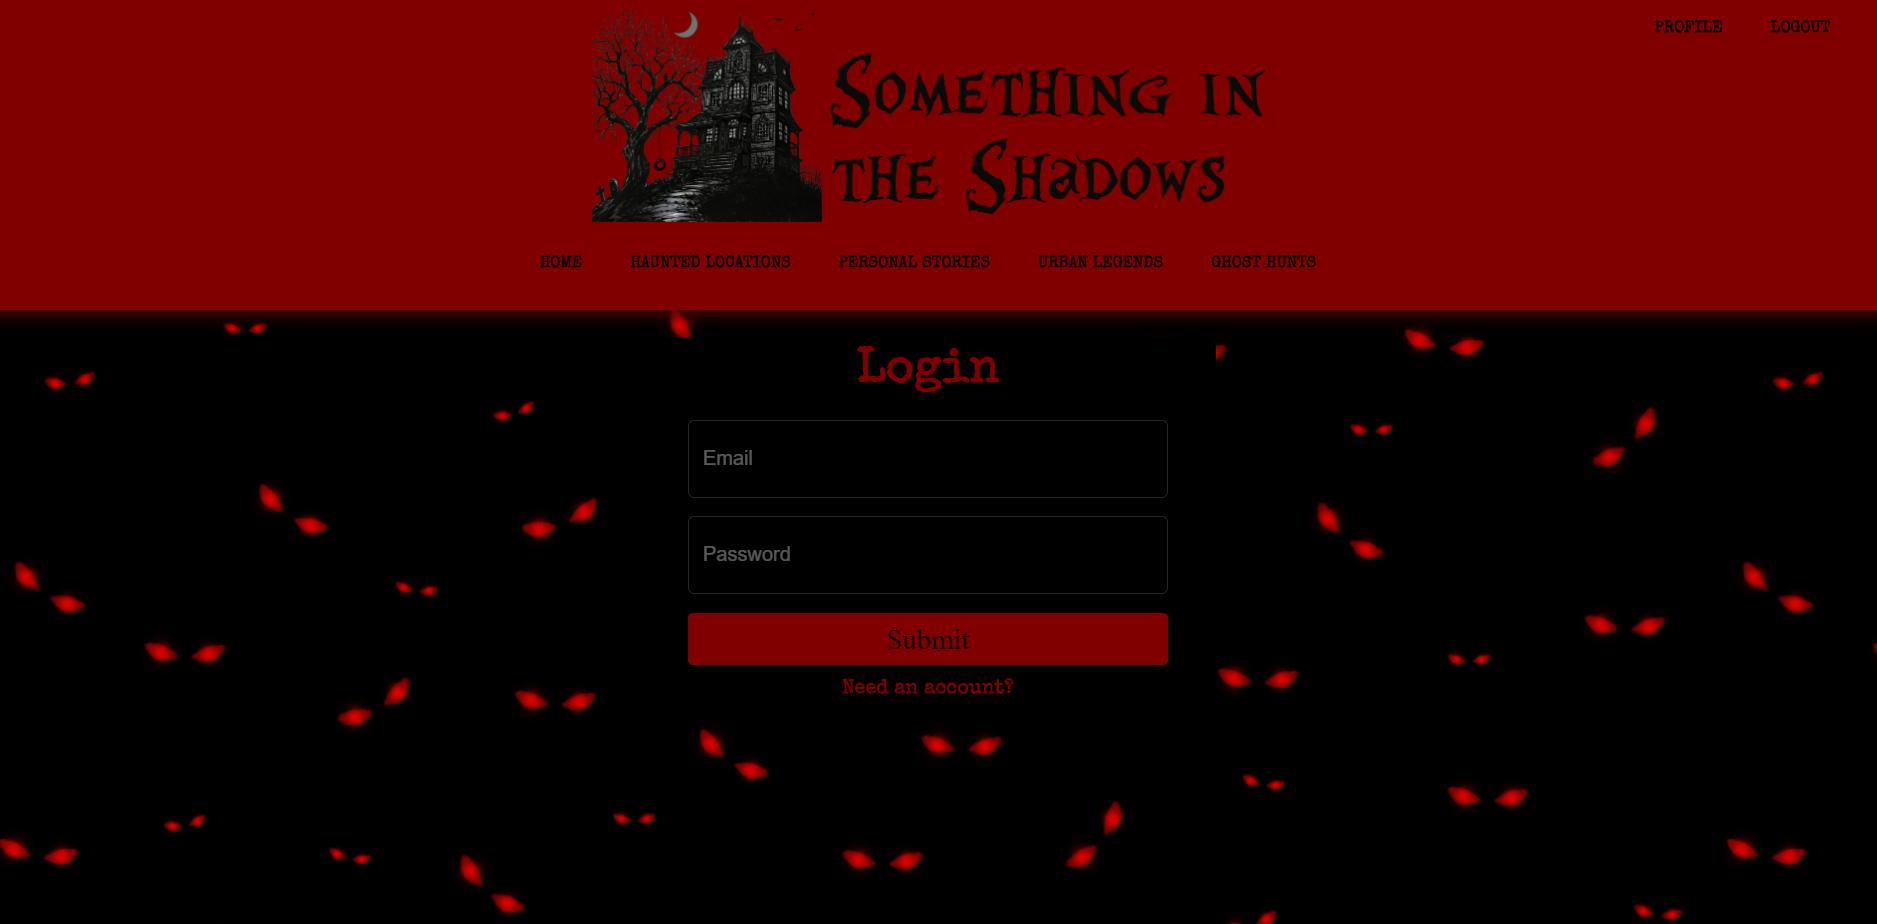 PROFILE LOGOUT
Something in
the Shadows
HOME HAUNTED LOCATIONS PERSONAL STORIES URBAN LEGENDS GHOST HUNTS
Login
Email
Password
Submit
Need an account?